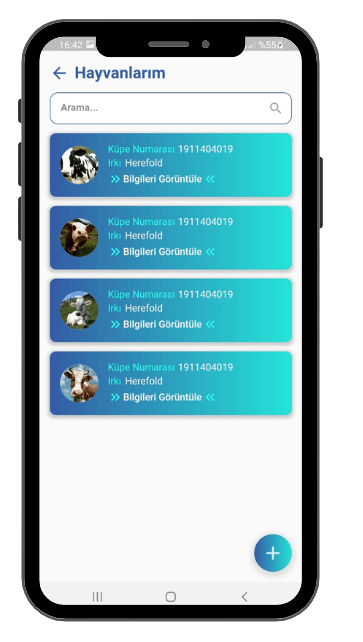 16:42
%55
Hayvanlarım
Arama...
Küpe Numarası 1911404019
Irkı Herefold
>> Bilgileri Görüntüle <<
Küpe Numarası 1911404019
Irkı Herefold
>> Bilgileri Görüntüle <<
Küpe Numarası 1911404019
Irkı Herefold
>> Bilgileri Görüntüle <<
Küpe Numarası 1911404019
Irkı Herefold
>> Bilgileri Görüntüle <<
+